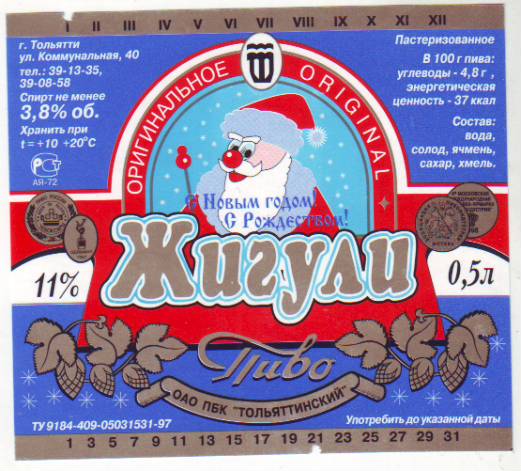 I II III IV V VI VII VIII IX X XI XII
г. Тольятти
ул. Коммунальная, 40
тел.: 39-13-35,
39-08-58
Спирт не менее
3,8% об.
Хранить при
t = +10 +20°С
АЯ-72
ОРИГИНАЛЬНОЕ ORIGINAL
Пастеризованное
В 100 г пива:
углеводы - 4,8 г ,
энергетическая
ценность - 37 ккал
Состав:
вода,
солод, ячмень,
сахар, хмель.
С Новым годом!
С Рождеством!
Жигули
11%
0,5л
Пиво
ОАО ПБК "ТОЛЬЯТТИНСКИЙ"
ТУ 9184-409-05031531-97
Употребить до указанной даты
1 3 5 7 9 11 13 15 17 19 21 23 25 27 29 31